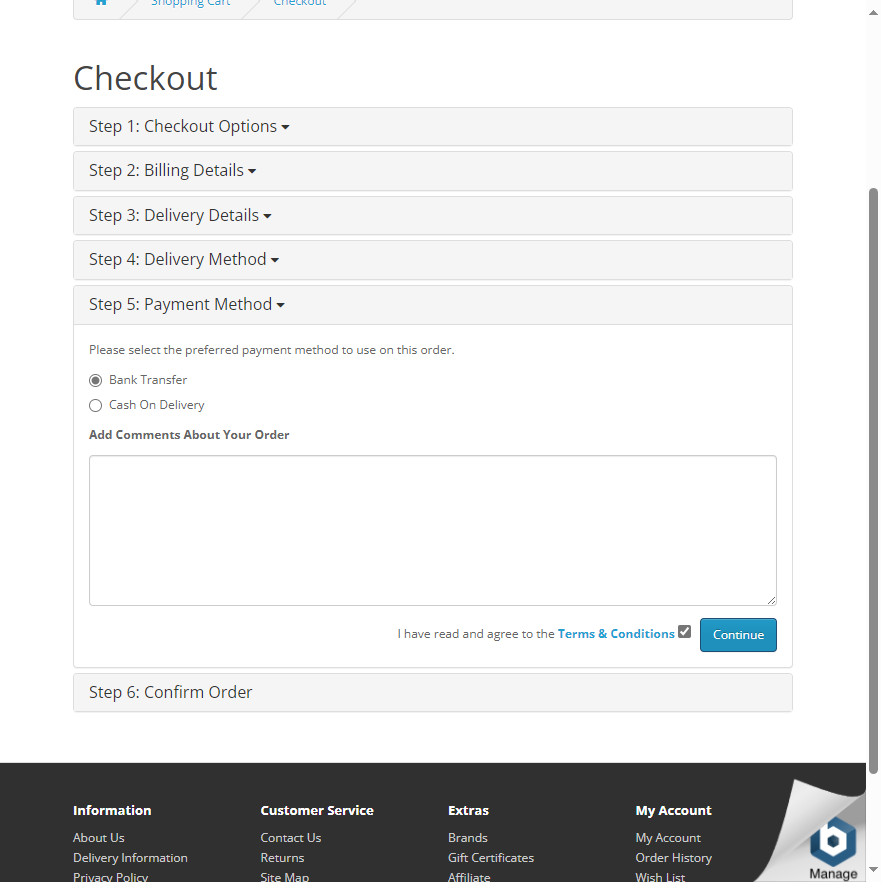 Shopping Cart
Checkout
Checkout
Step 1: Checkout Options
Step 2: Billing Details
Step 3: Delivery Details
Step 4: Delivery Method
Step 5: Payment Method
Please select the preferred payment method to use on this order.
Bank Transfer
Cash On Delivery
Add Comments About Your Order
I have read and agree to the Terms & Conditions
Continue
Step 6: Confirm Order
Information
About Us
Delivery Information
Privacy Policy
Customer Service
Contact Us
Returns
Site Map
Extras
Brands
Gift Certificates
Affiliate
My Account
My Account
Order History
Wish List
Manage